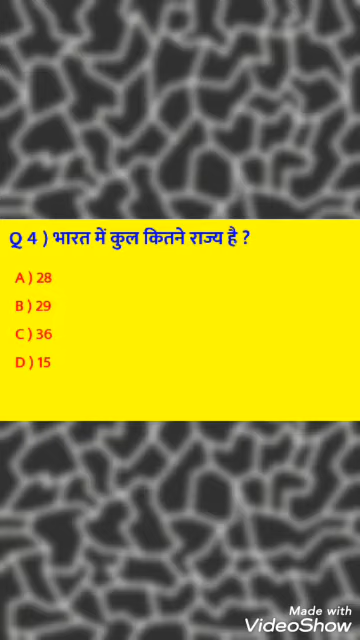 Q 4 ) भारत में कुल कितने राज्य है ?
A ) 28
B ) 29
C ) 36
D ) 15
Made with
VideoShow